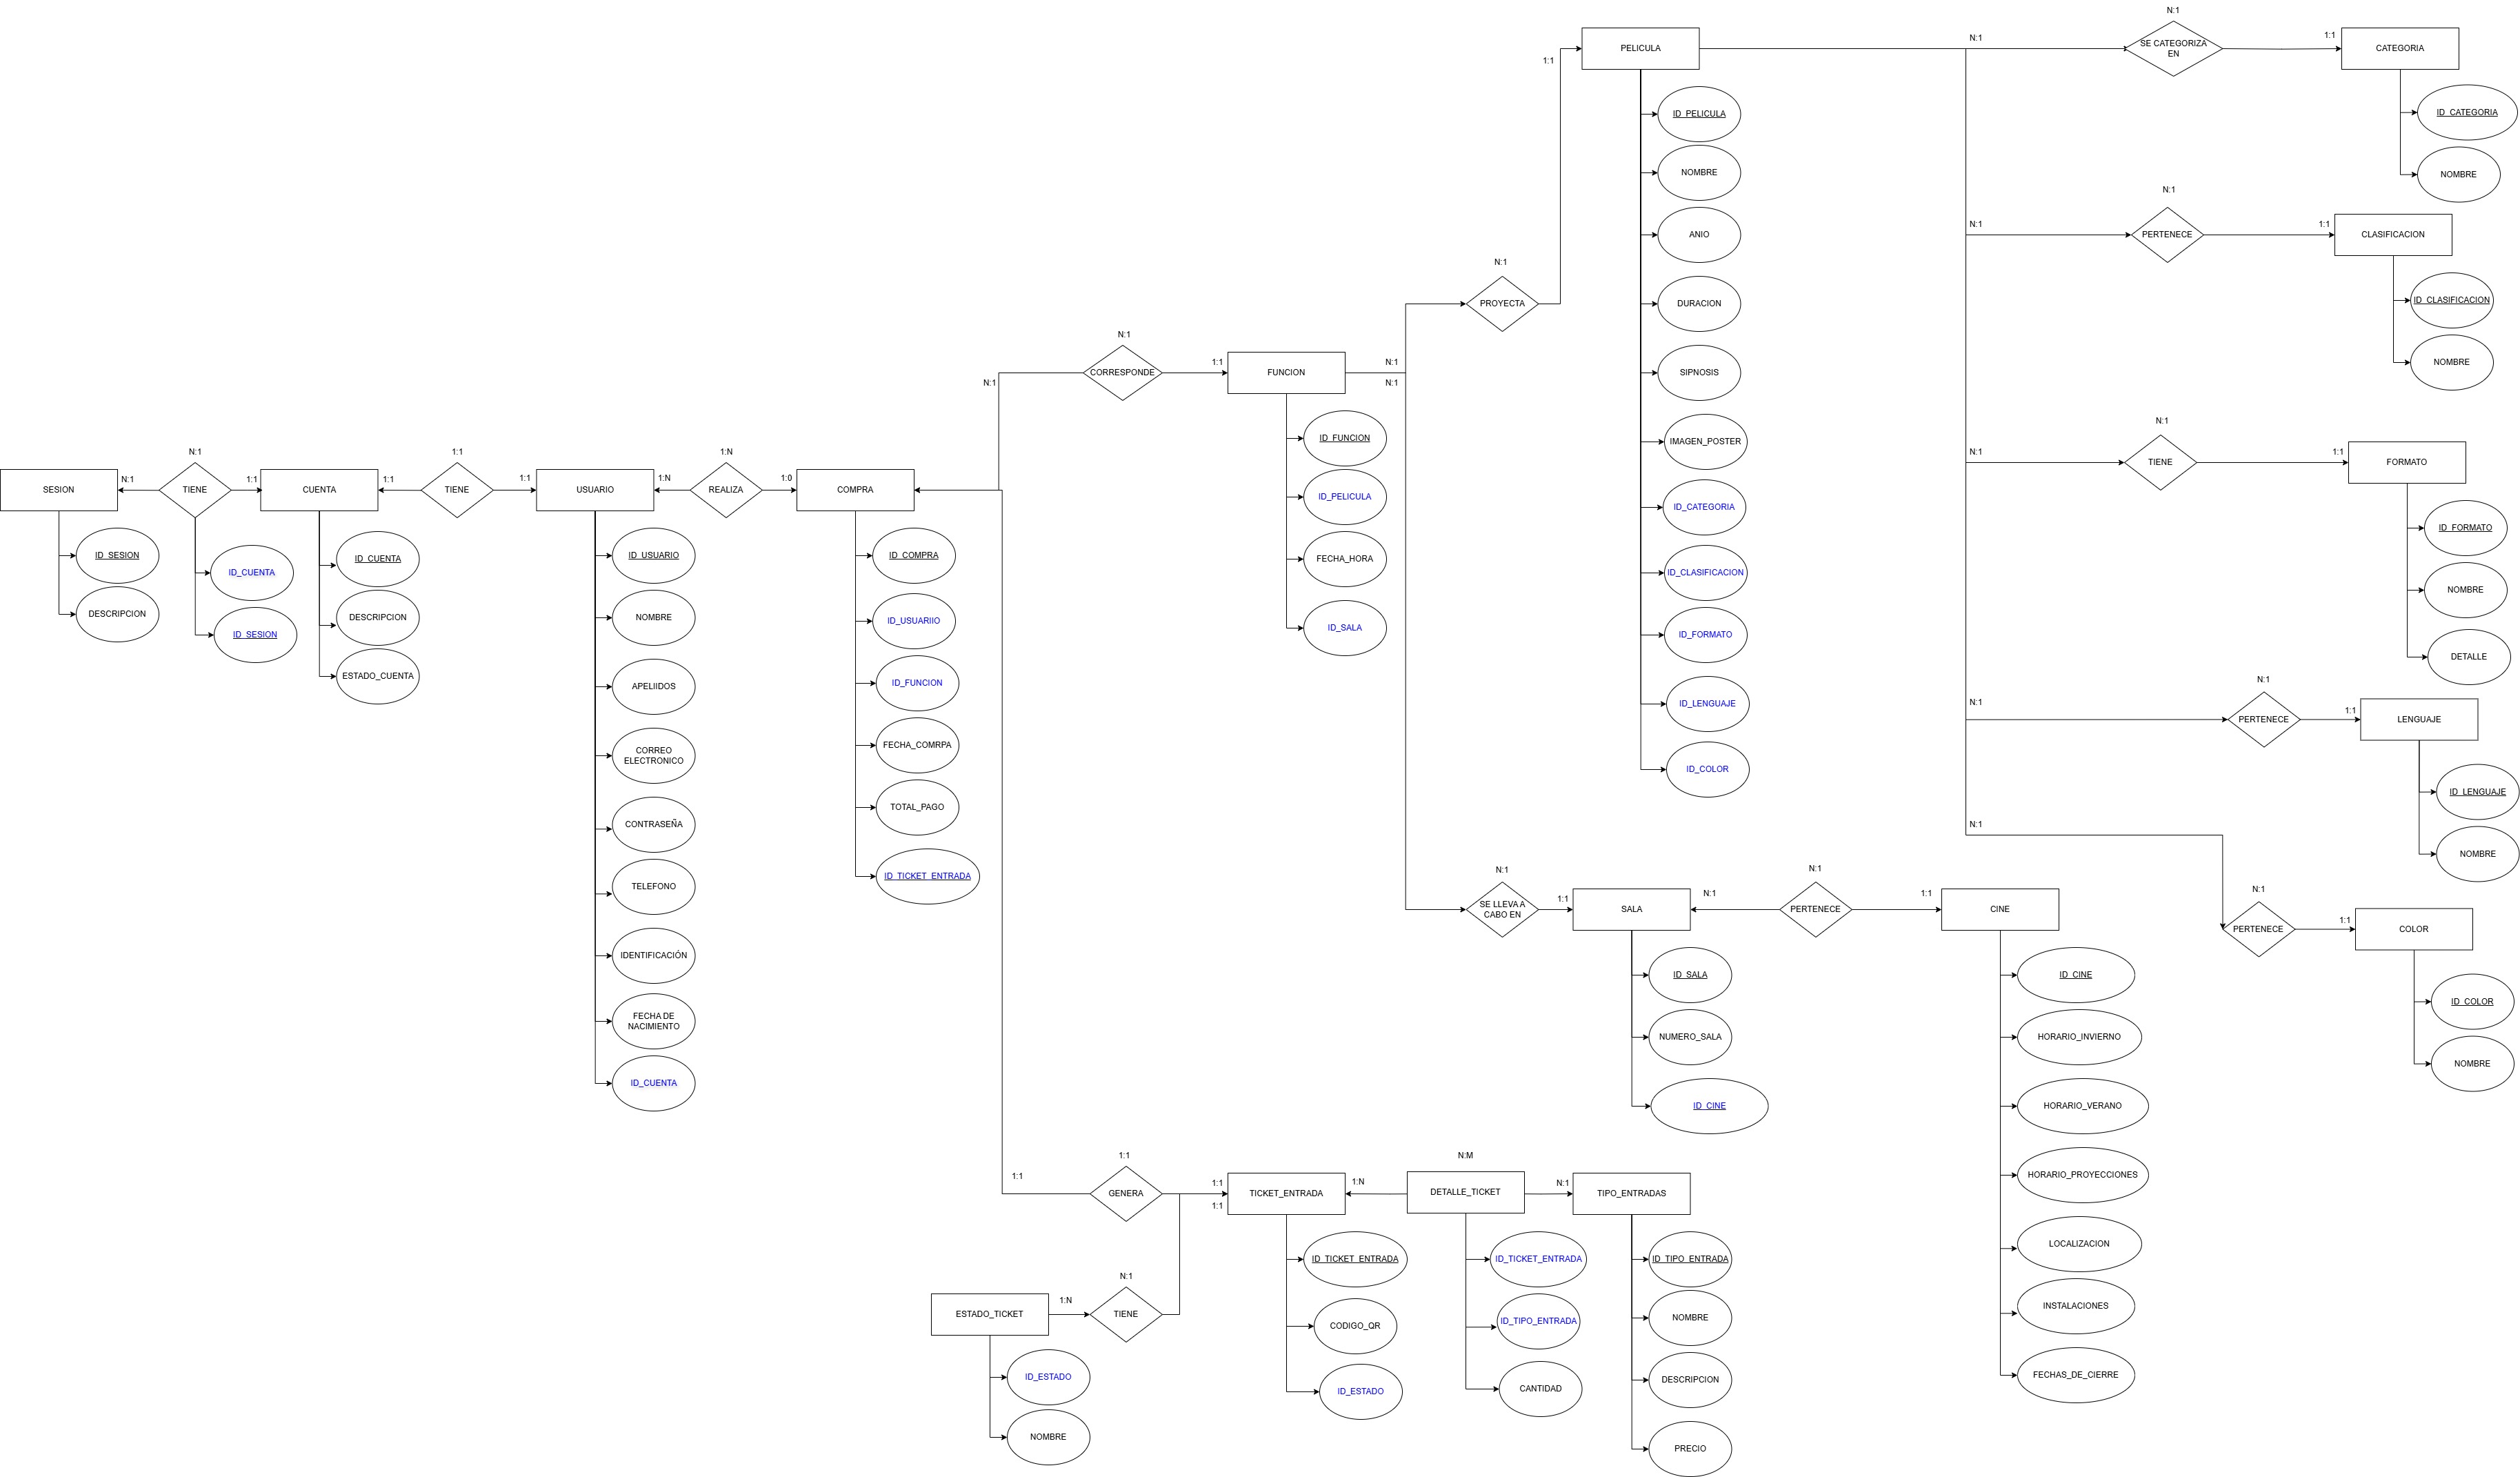 N:1
PELICULA
N:1
SE CATEGORIZA
EN
1:1
CATEGORIA
1:1
ID_PELICULA
ID_CATEGORIA
NOMBRE
NOMBRE
N:1
ANIO
N:1
PERTENECE
1:1
CLASIFICACION
N:1
PROYECTA
DURACION
ID_CLASIFICACION
N:1
CORRESPONDE
1:1
FUNCION
N:1
N:1
N:1
SIPNOSIS
NOMBRE
ID_FUNCION
IMAGEN_POSTER
N:1
N:1
TIENE
1:1
FORMATO
SESION
N:1
N:1
TIENE
1:1
CUENTA
1:1
1:1
TIENE
1:1
USUARIO
1:N
1:N
REALIZA
1:0
COMPRA
ID_PELICULA
ID_CATEGORIA
ID_FORMATO
ID_SESION
ID_CUENTA
ID_CUENTA
ID_USUARIO
ID_COMPRA
FECHA_HORA
ID_CLASIFICACION
NOMBRE
DESCRIPCION
ID_SESION
DESCRIPCION
NOMBRE
ID_USUARIIO
ID_SALA
ID_FORMATO
DETALLE
ESTADO_CUENTA
APELIIDOS
ID_FUNCION
ID_LENGUAJE
N:1
N:1
PERTENECE
1:1
LENGUAJE
CORREO
ELECTRONICO
FECHA_COMRPA
ID_COLOR
ID_LENGUAJE
CONTRASEÑA
TOTAL_PAGO
N:1
NOMBRE
TELEFONO
ID_TICKET_ENTRADA
N:1
SE LLEVA A
CABO EN
1:1
SALA
N:1
N:1
PERTENECE
1:1
CINE
N:1
PERTENECE
1:1
COLOR
IDENTIFICACIÓN
ID_SALA
ID_CINE
ID_COLOR
FECHA DE
NACIMIENTO
NUMERO_SALA
HORARIO_INVIERNO
NOMBRE
ID_CUENTA
ID_CINE
HORARIO_VERANO
1:1
1:1
GENERA
1:1
1:1
TICKET_ENTRADA
1:N
N:M
DETALLE_TICKET
N:1
TIPO_ENTRADAS
HORARIO_PROYECCIONES
ID_TICKET_ENTRADA
ID_TICKET_ENTRADA
ID_TIPO_ENTRADA
LOCALIZACION
ESTADO_TICKET
1:N
N:1
TIENE
CODIGO_QR
ID_TIPO_ENTRADA
NOMBRE
INSTALACIONES
ID_ESTADO
ID_ESTADO
CANTIDAD
DESCRIPCION
FECHAS_DE_CIERRE
NOMBRE
PRECIO